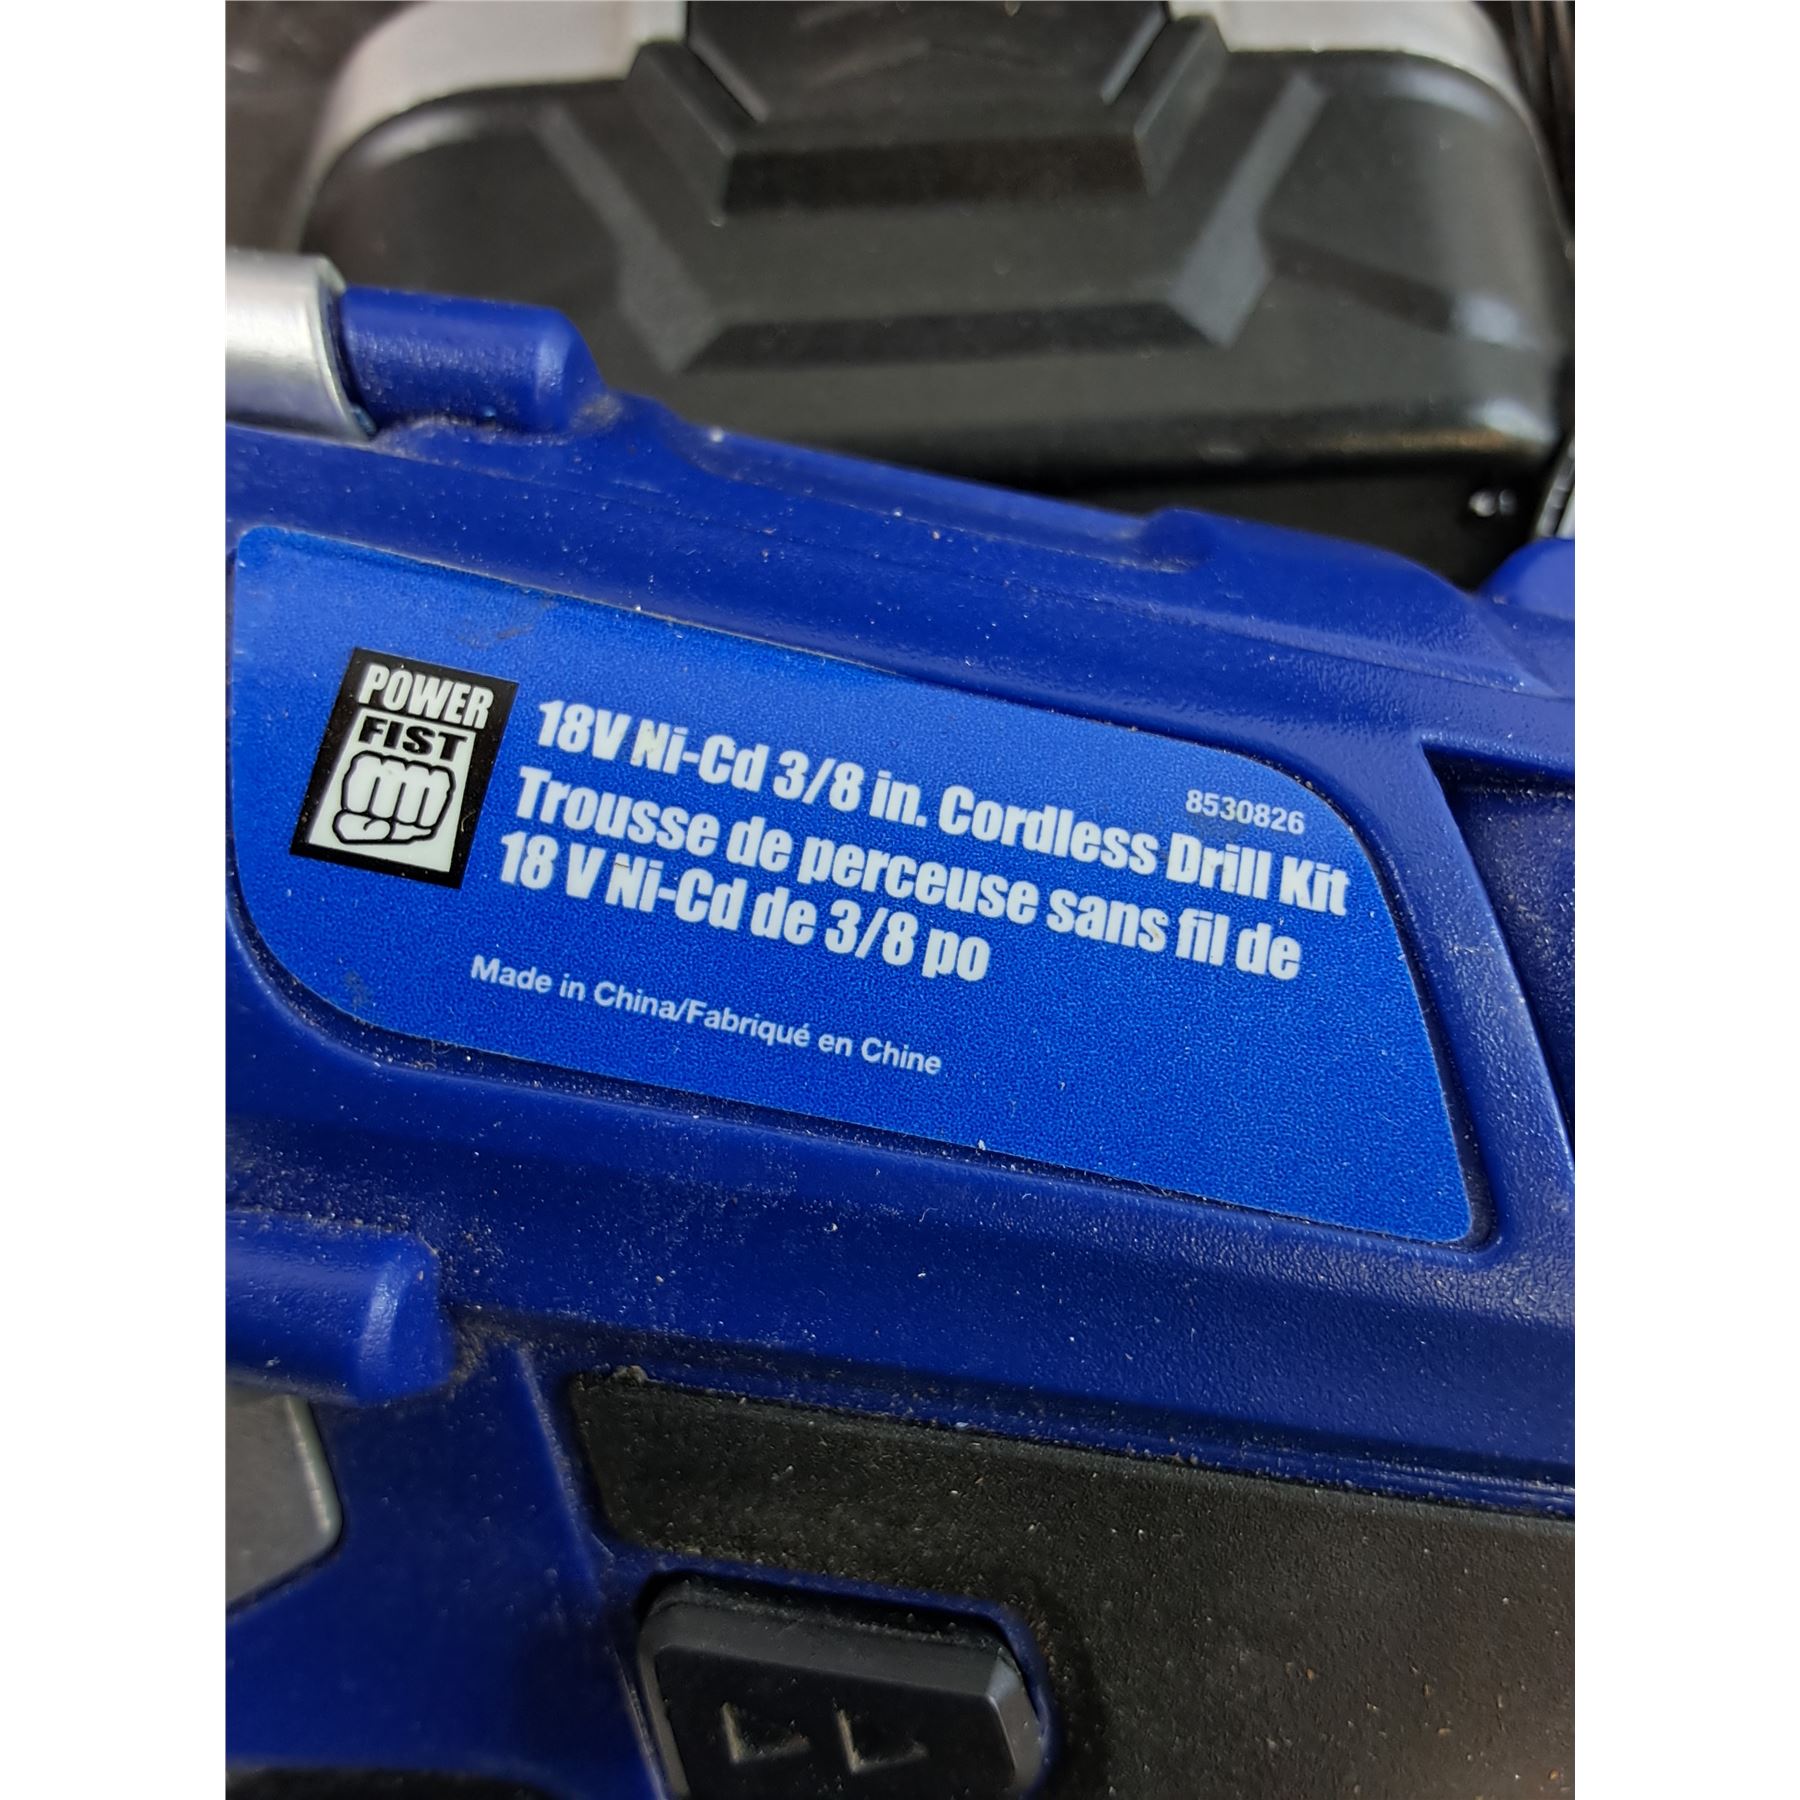 POWER
FIST
8530826
18V Ni-Cd 3/8 in. Cordless Drill Kit
Trousse de perceuse sans fil de
18 V Ni-Cd de 3/8 po
Made in China/Fabriqué en Chine